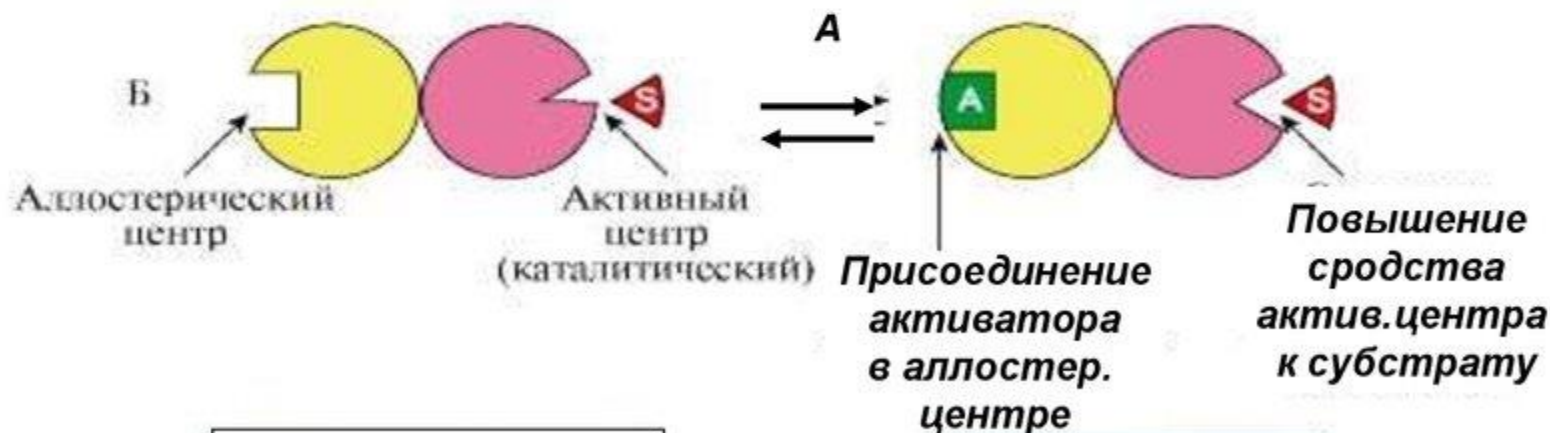 А
Б
S
A
S
Аллостерический
центр
Активный
центр
(каталитический)
Присоединение
активатора
в аллостер.
центре
Повышение
сродства
актив.центра
к субстрату